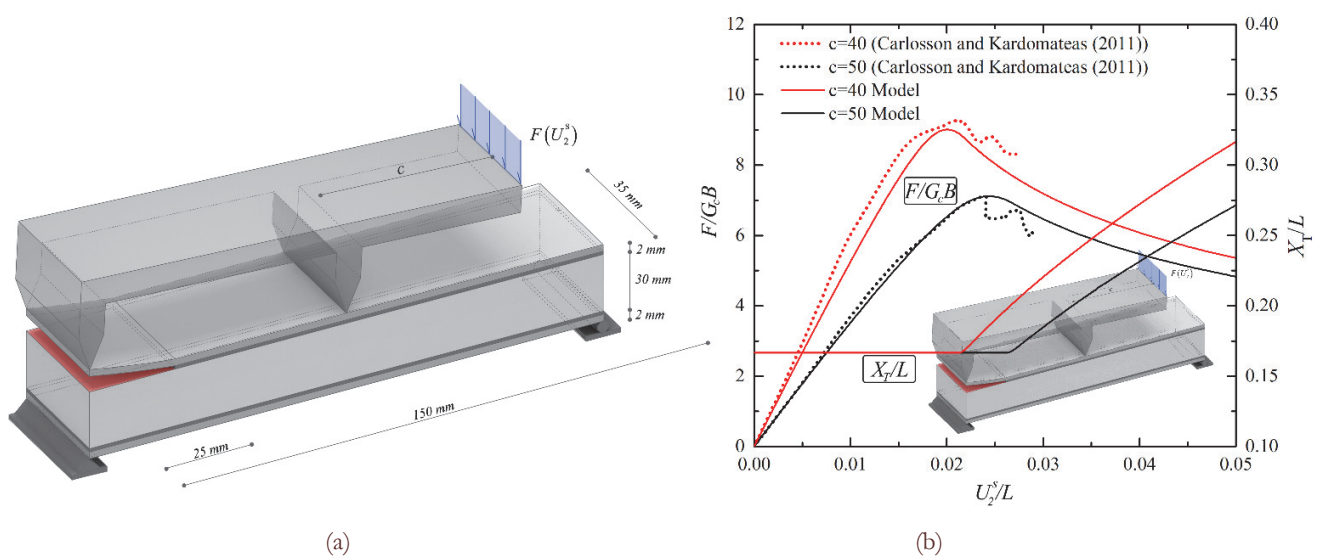 F(U₂ˢ)
c
35 mm
2 mm
30 mm
2 mm
150 mm
25 mm
(a)
12
10
8
6
4
2
0
F/G_cB
c=40 (Carlosson and Kardomateas (2011))
c=50 (Carlosson and Kardomateas (2011))
c=40 Model
c=50 Model
F/G_cB
X_T/L
0.40
0.35
0.30
0.25
0.20
0.15
0.10
X_T/L
0.00 0.01 0.02 0.03 0.04 0.05
U₂ˢ/L
(b)